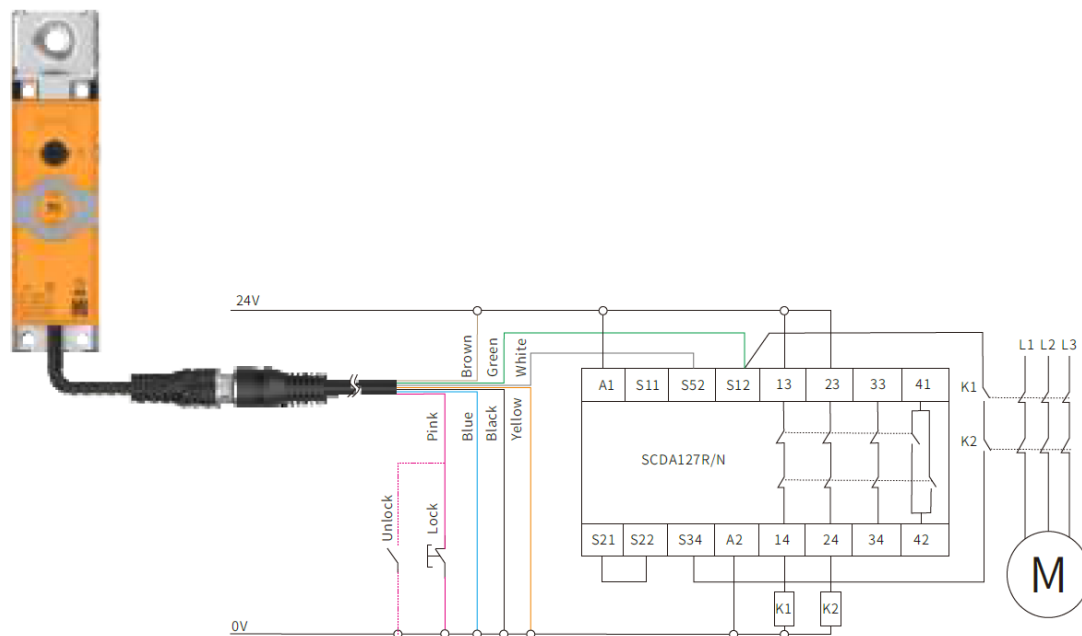 24V
Brown
Green
White
L1 L2 L3
A1 S11 S52 S12 13 23 33 41
K1
Pink
Blue
Black
Yellow
K2
SCDA127R/N
Unlock
Lock
S21 S22 S34 A2 14 24 34 42
M
K1 K2
0V